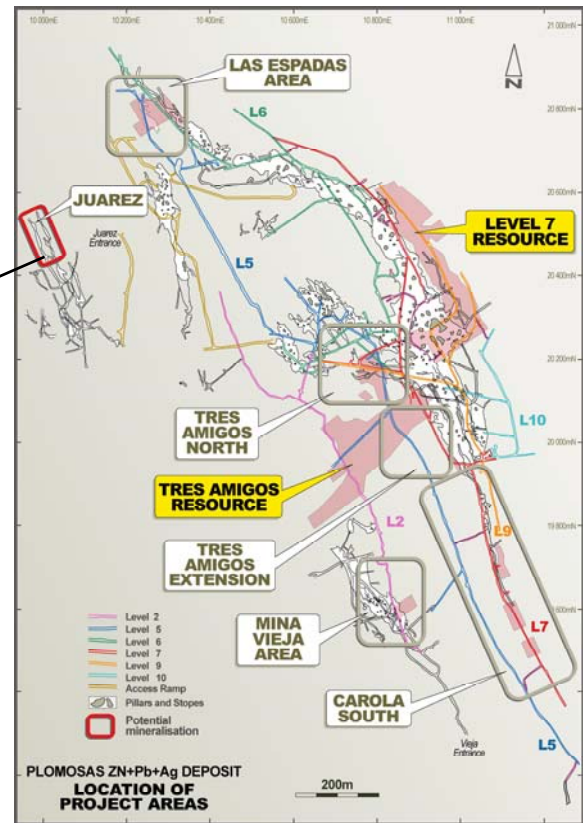 10 000mE
10.200mE
10.400mE
10.600mE
10.800mE
11 000mE
11 200mE
21 000mN
20 800mN
20 600mN
20 400mN
20 200mN
20 000mN
19 800mN
19 600mN
19 400mN
N
LAS ESPADAS
AREA
L6
JUAREZ
Juarez
Entrance
L5
LEVEL 7
RESOURCE
TRES
AMIGOS
NORTH
L10
TRES AMIGOS
RESOURCE
L2
L9
TRES
AMIGOS
EXTENSION
MINA
VIEJA
AREA
L7
CAROLA
SOUTH
L5
Vieja
Entrance
Level 2
Level 5
Level 6
Level 7
Level 9
Level 10
Access Ramp
Pillars and Stopes
Potential
mineralisation
PLOMOSAS ZN+Pb+Ag DEPOSIT
LOCATION OF
PROJECT AREAS
200m